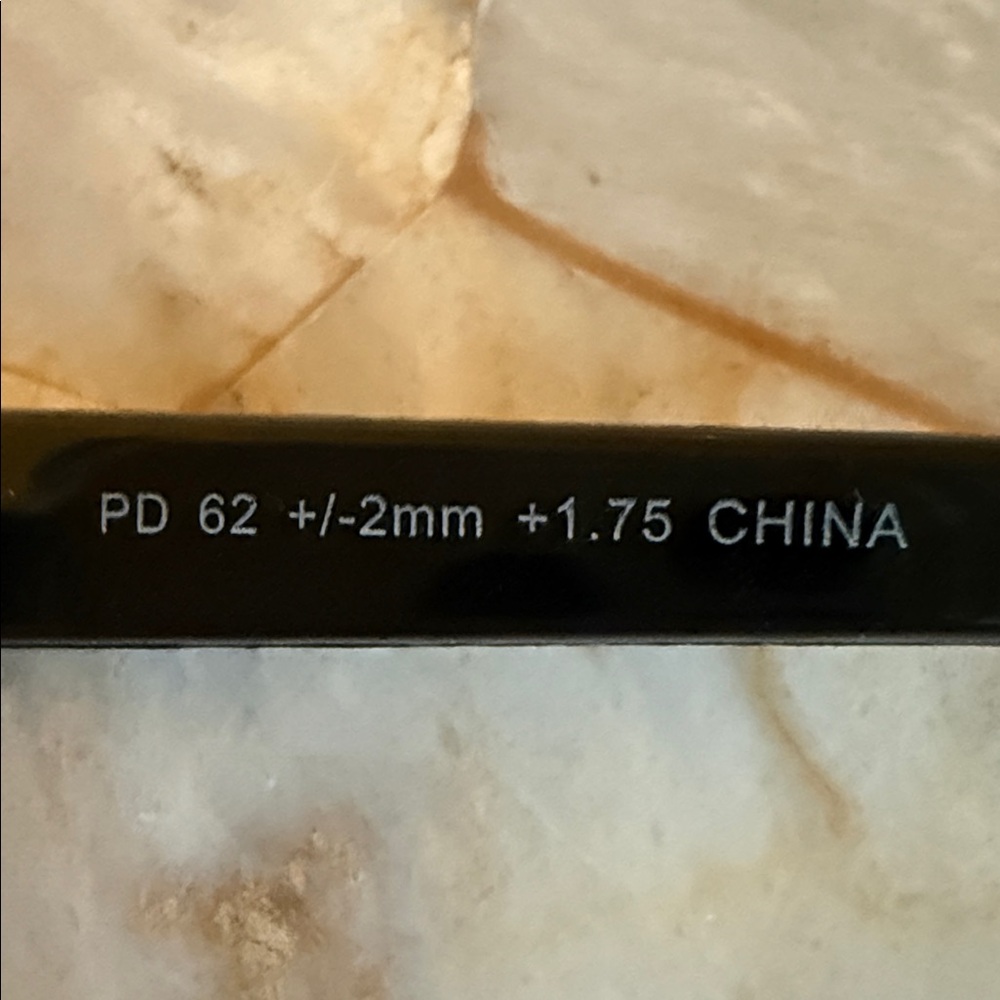 PD 62 +/-2mm +1.75 CHINA